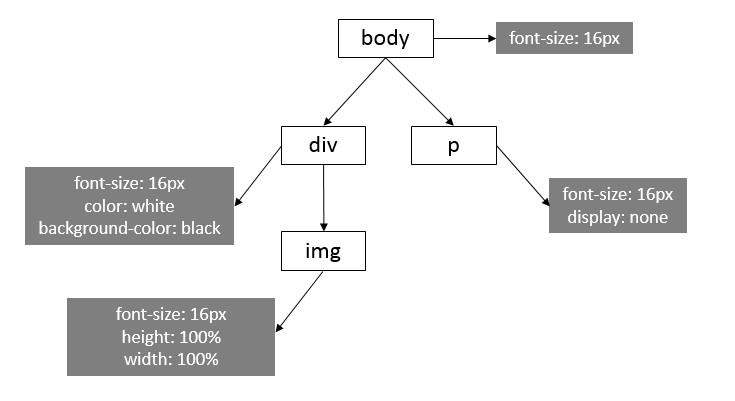 body
font-size: 16px
div
p
font-size: 16px
color: white
background-color: black
font-size: 16px
display: none
img
font-size: 16px
height: 100%
width: 100%